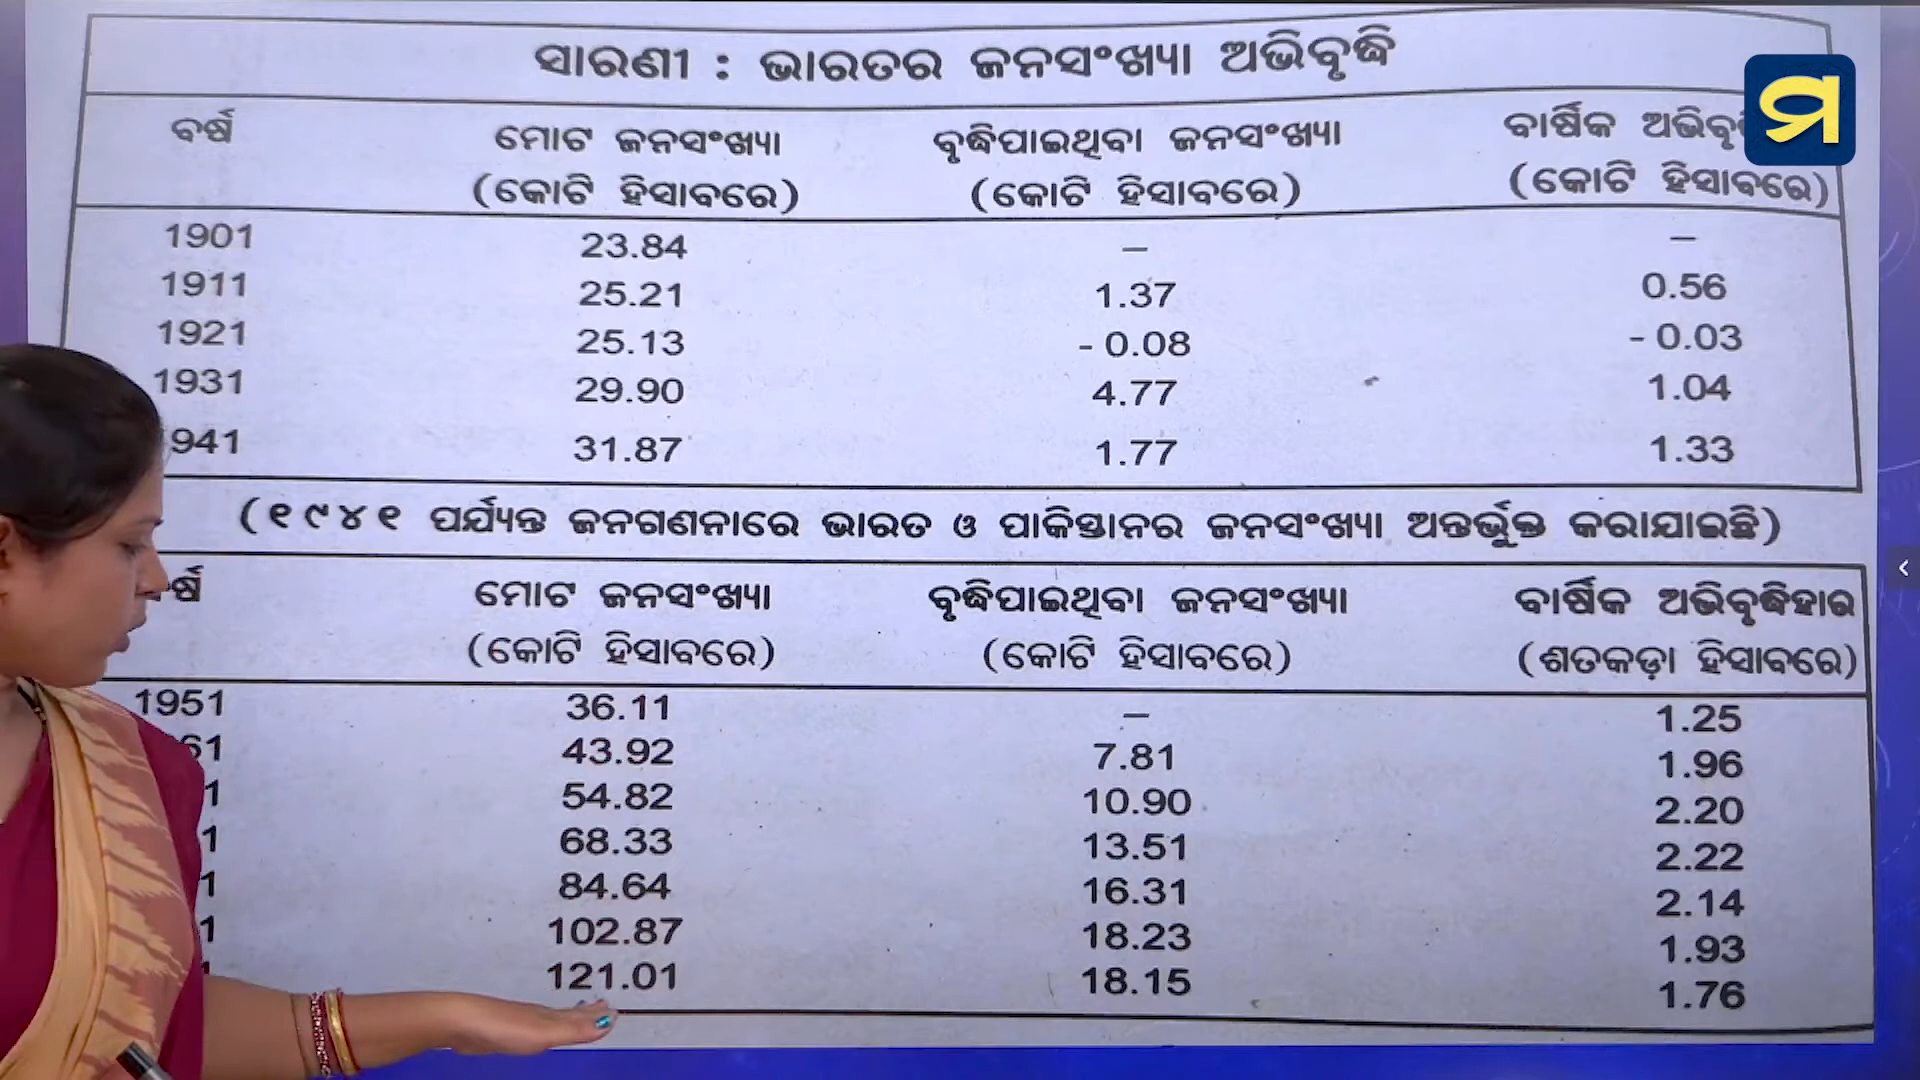 ସାରଣୀ : ଭାରତର ଜନସଂଖ୍ୟା ଅଭିବୃଦ୍ଧି
ମ
ବର୍ଷ ମୋଟ ଜନସଂଖ୍ୟା ବୃଦ୍ଧିପାଇଥିବା ଜନସଂଖ୍ୟା ବାର୍ଷିକ
(କୋଟି ହିସାବରେ) (କୋଟି ହିସାବରେ) (କୋଟି ହିସାବରେ)
1901 23.84 – –
1911 25.21 1.37 0.56
1921 25.13 - 0.08 - 0.03
1931 29.90 4.77 1.04
941 31.87 1.77 1.33
(୧୯୪୧ ପର୍ଯ୍ୟନ୍ତ ଜନଗଣନାରେ ଭାରତ ଓ ପାକିସ୍ତାନର ଜନସଂଖ୍ୟା ଅନ୍ତର୍ଭୁକ୍ତ କରାଯାଇଛି)
ମୋଟ ଜନସଂଖ୍ୟା ବୃଦ୍ଧିପାଇଥିବା ଜନସଂଖ୍ୟା ବାର୍ଷିକ ଅଭିବୃଦ୍ଧିହାର
(କୋଟି ହିସାବରେ) (କୋଟି ହିସାବରେ) (ଶତକଡ଼ା ହିସାବରେ)
1951 36.11 – 1.25
61 43.92 7.81 1.96
1 54.82 10.90 2.20
1 68.33 13.51 2.22
1 84.64 16.31 2.14
1 102.87 18.23 1.93
121.01 18.15 1.76